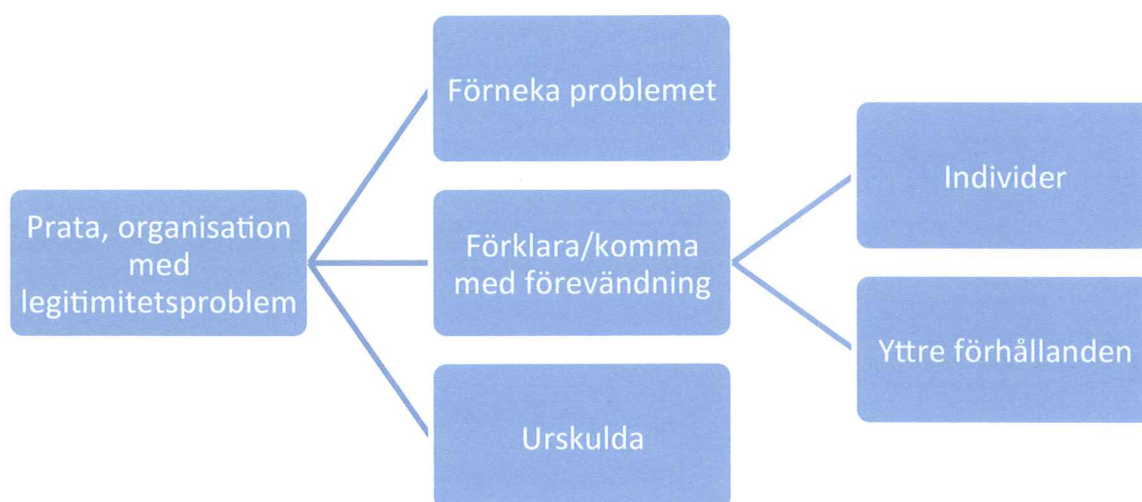 Prata, organisation
med
legitimitetsproblem
Förneka problemet
Förklara/komma
med förevändning
Urskulda
Individer
Yttre förhållanden